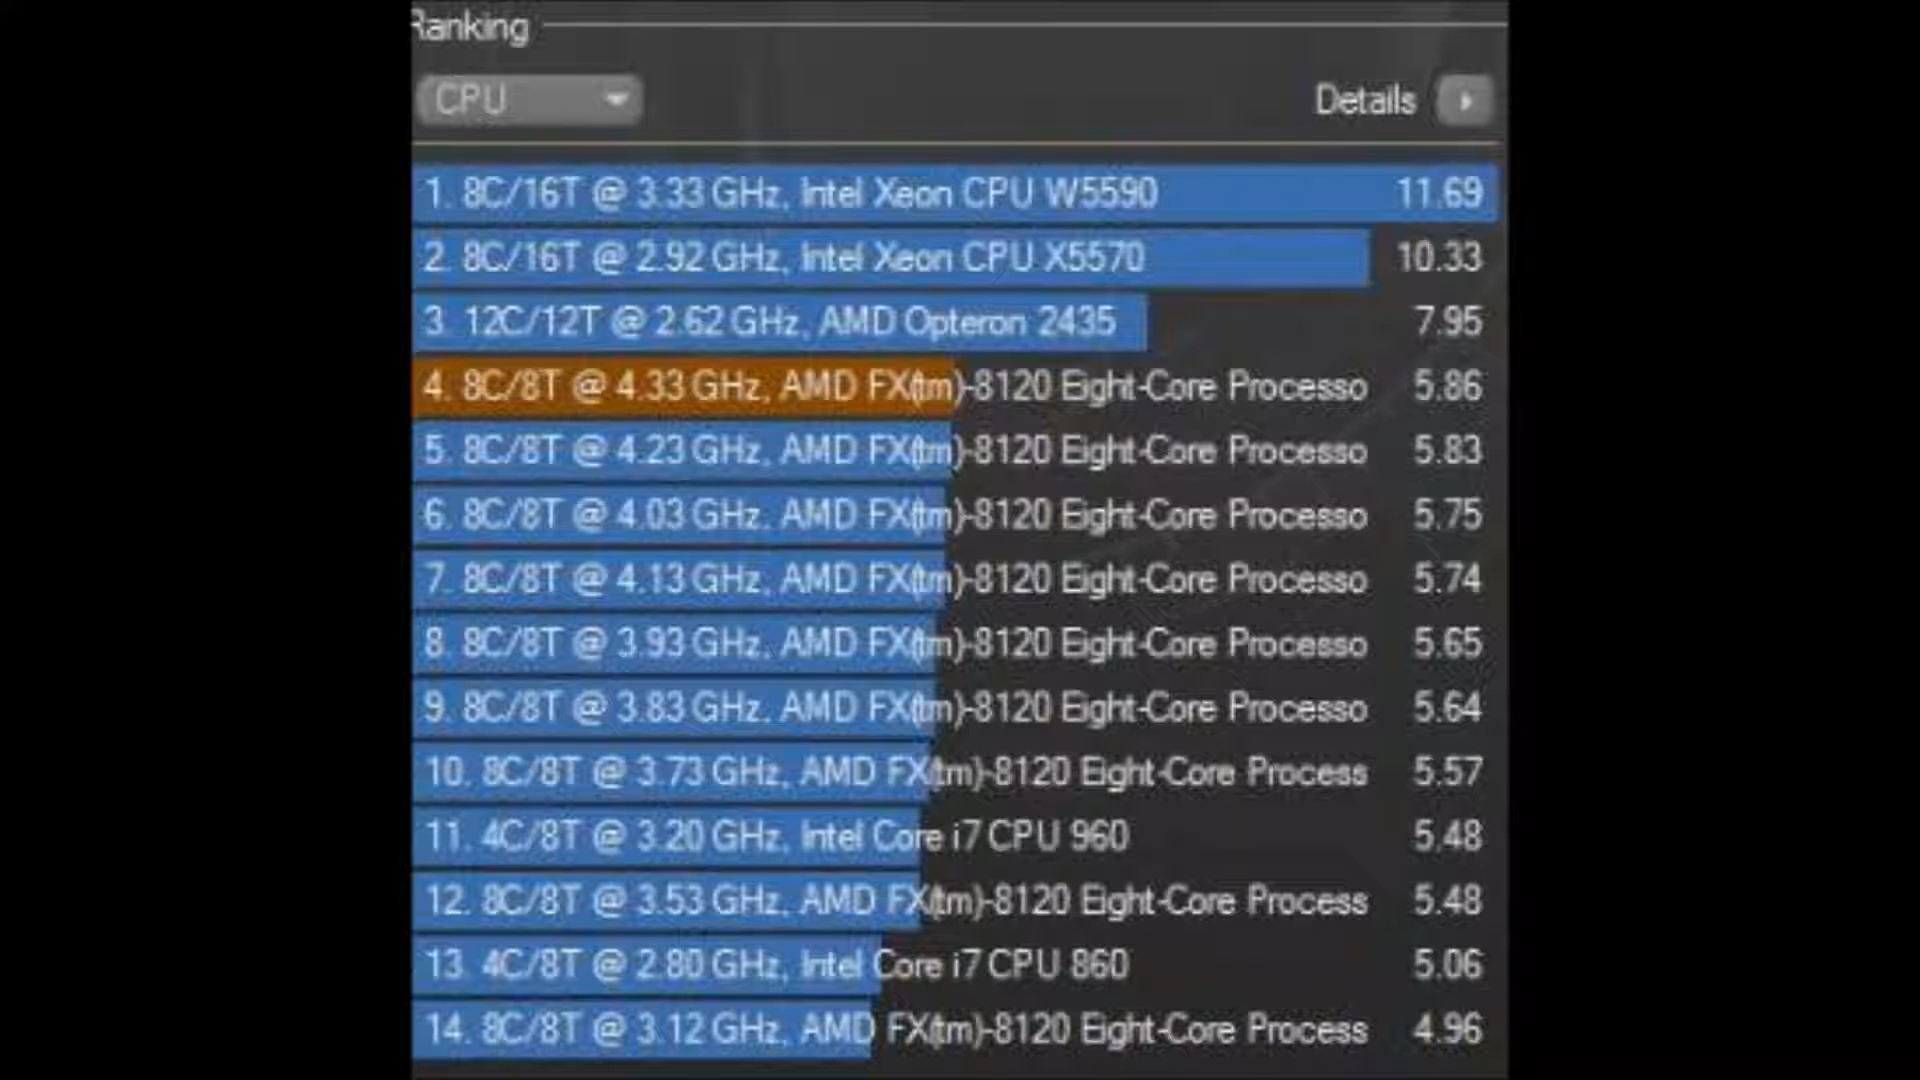 Ranking
CPU
Details
1. 8C/16T @ 3.33 GHz, Intel Xeon CPU W5590 11.69
2. 8C/16T @ 2.92 GHz, Intel Xeon CPU X5570 10.33
3. 12C/12T @ 2.62 GHz, AMD Opteron 2435 7.95
4. 8C/8T @ 4.33 GHz, AMD FX(tm)-8120 Eight-Core Processo 5.86
5. 8C/8T @ 4.23 GHz, AMD FX(tm)-8120 Eight-Core Processo 5.83
6. 8C/8T @ 4.03 GHz, AMD FX(tm)-8120 Eight-Core Processo 5.75
7. 8C/8T @ 4.13 GHz, AMD FX(tm)-8120 Eight-Core Processo 5.74
8. 8C/8T @ 3.93 GHz, AMD FX(tm)-8120 Eight-Core Processo 5.65
9. 8C/8T @ 3.83 GHz, AMD FX(tm)-8120 Eight-Core Processo 5.64
10. 8C/8T @ 3.73 GHz, AMD FX(tm)-8120 Eight-Core Process 5.57
11. 4C/8T @ 3.20 GHz, Intel Core i7 CPU 960 5.48
12. 8C/8T @ 3.53 GHz, AMD FX(tm)-8120 Eight-Core Process 5.48
13. 4C/8T @ 2.80 GHz, Intel Core i7 CPU 860 5.06
14. 8C/8T @ 3.12 GHz, AMD FX(tm)-8120 Eight-Core Process 4.96